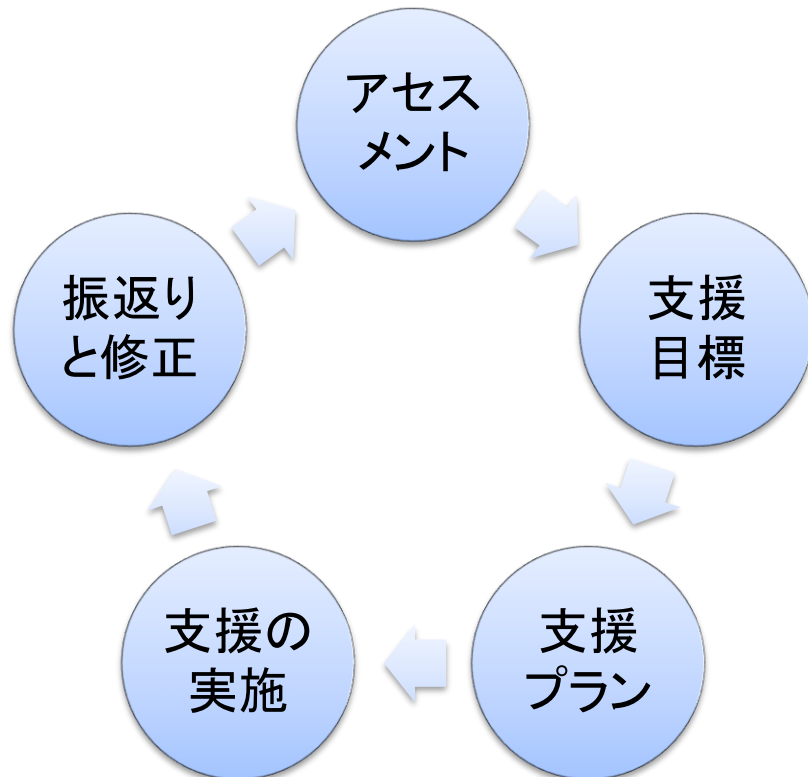 アセス
メント
支援
目標
支援
プラン
支援の
実施
振返り
と修正